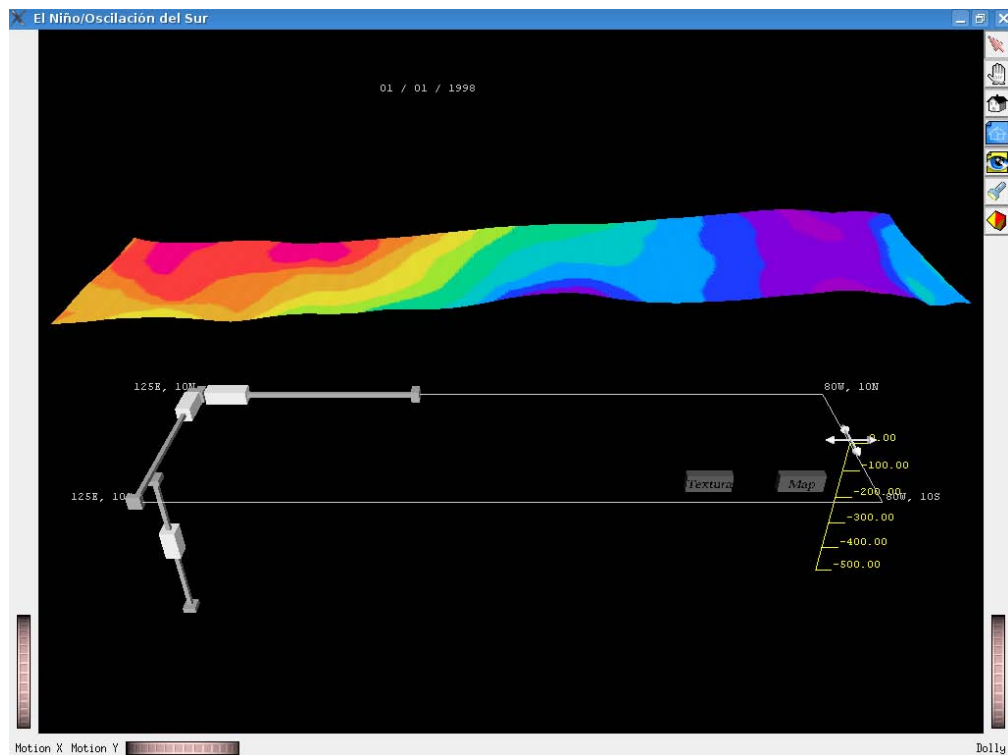 El Niño/Oscilación del Sur
01 / 01 / 1998
125E, 10N
80W, 10N
0.00
-100.00
Textura
Map
-200.00
125E, 10
80W, 10S
-300.00
-400.00
-500.00
Motion X Motion Y
Dolly